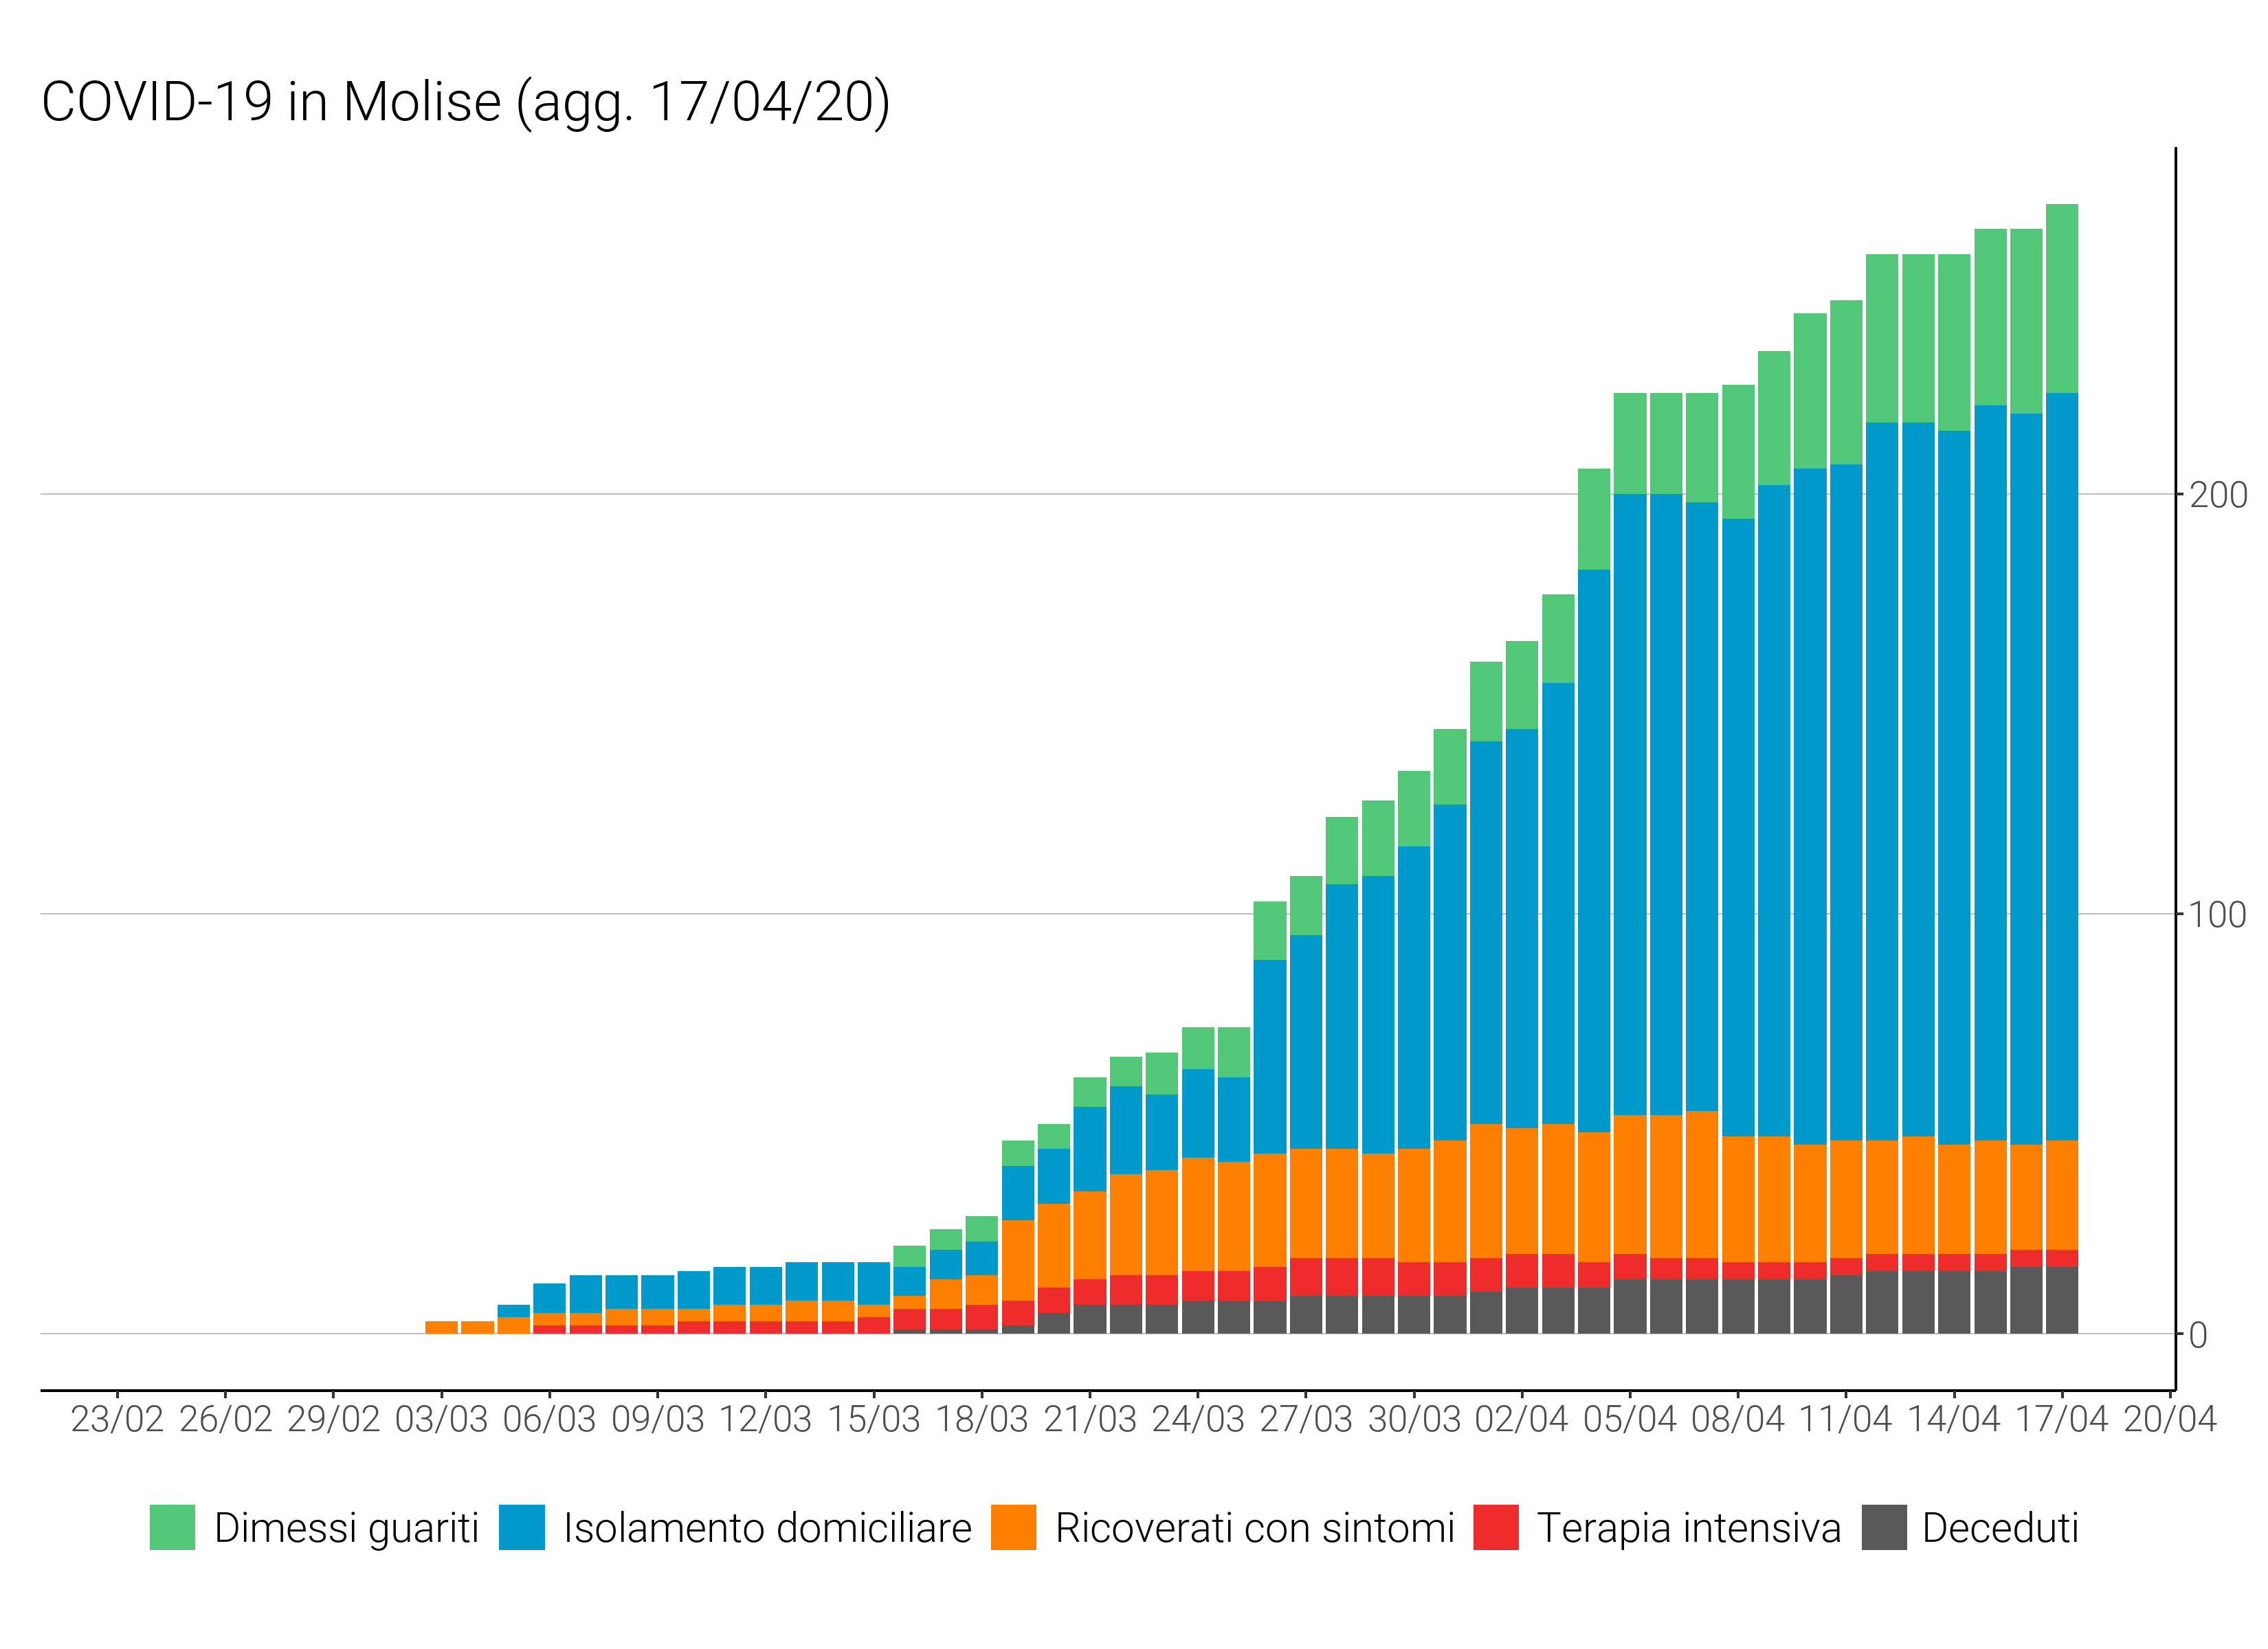 COVID-19 in Molise (agg. 17/04/20)
200
100
0
23/02 26/02 29/02 03/03 06/03 09/03 12/03 15/03 18/03 21/03 24/03 27/03 30/03 02/04 05/04 08/04 11/04 14/04 17/04 20/04
Dimessi guariti Isolamento domiciliare Ricoverati con sintomi Terapia intensiva Deceduti